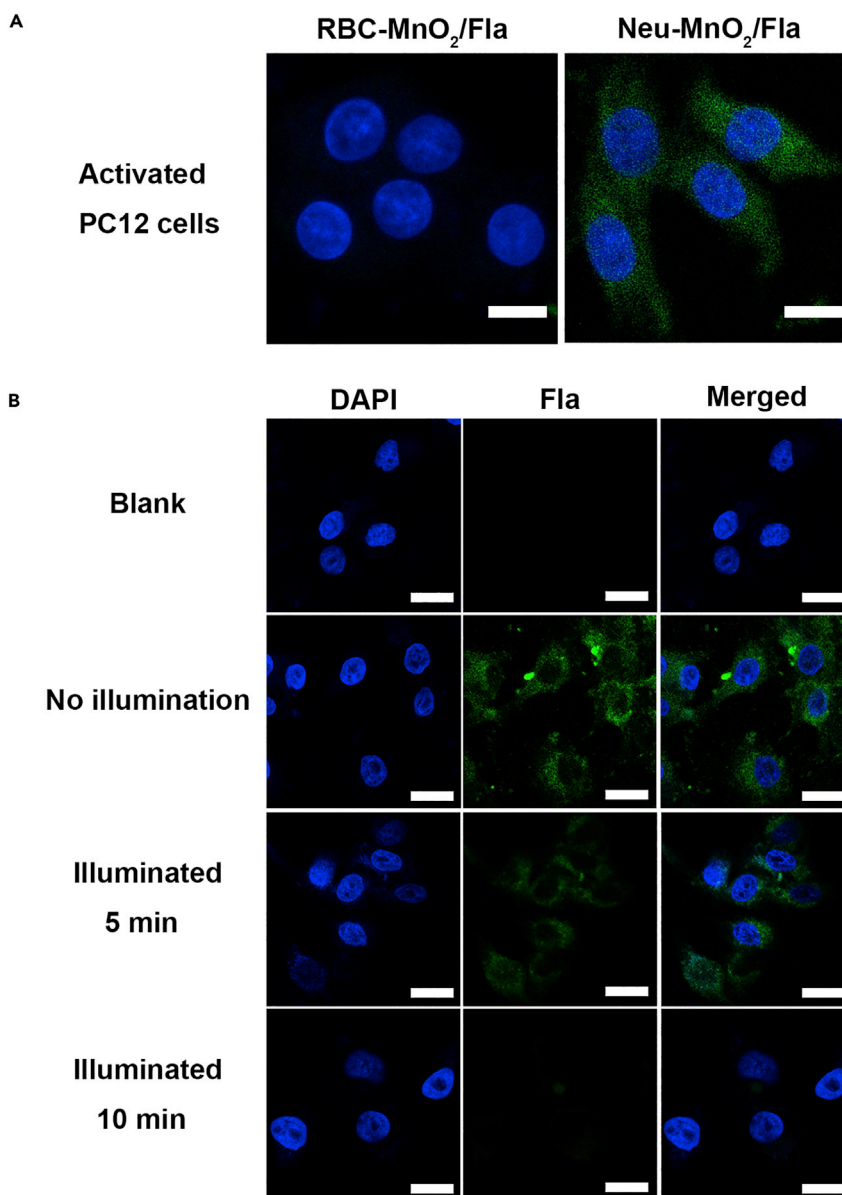 A
RBC-MnO₂/Fla
Neu-MnO₂/Fla
Activated
PC12 cells
B
DAPI
Fla
Merged
Blank
No illumination
Illuminated
5 min
Illuminated
10 min